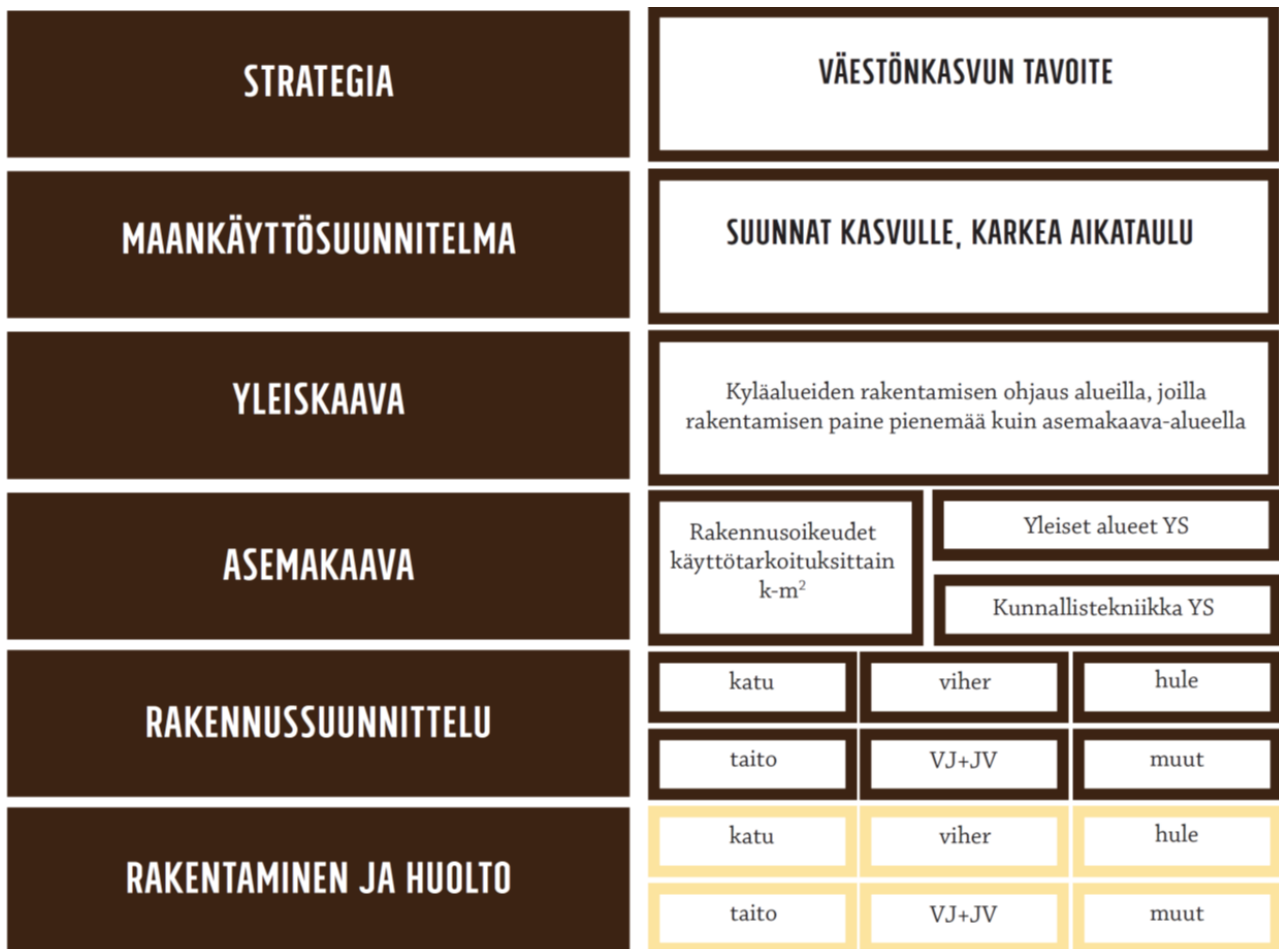 STRATEGIA
VÄESTÖNKASVUN TAVOITE
MAANKÄYTTÖSUUNNITELMA
SUUNNAT KASVULLE, KARKEA AIKATAULU
YLEISKAAVA
Kyläalueiden rakentamisen ohjaus alueilla, joilla
rakentamisen paine pienemää kuin asemakaava-alueella
ASEMAKAAVA
Rakennusoikeudet
käyttötarkoituksittain
k-m²
Yleiset alueet YS
Kunnallistekniikka YS
RAKENNUSSUUNNITTELU
katu viher hule
taito VJ+JV muut
RAKENTAMINEN JA HUOLTO
katu viher hule
taito VJ+JV muut